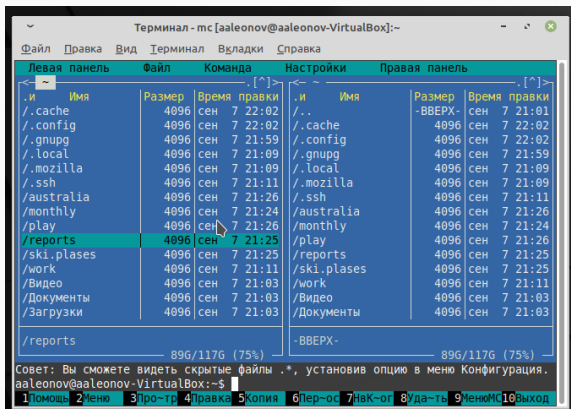 Терминал - mc [aaleonov@aaleonov-VirtualBox]:~
Файл Правка Вид Терминал Вкладки Справка
Левая панель Файл Команда Настройки Правая панель
<- ~ .[^]> <- ~ .[^]>
.и Имя Размер Время правки .и Имя Размер Время правки
/.cache 4096 сен 7 22:02 /.. -ВВЕРХ- сен 7 21:01
/.config 4096 сен 7 22:02 /.cache 4096 сен 7 22:02
/.gnupg 4096 сен 7 21:59 /.config 4096 сен 7 22:02
/.local 4096 сен 7 21:09 /.gnupg 4096 сен 7 21:59
/.mozilla 4096 сен 7 21:09 /.local 4096 сен 7 21:09
/.ssh 4096 сен 7 21:11 /.mozilla 4096 сен 7 21:09
/australia 4096 сен 7 21:26 /.ssh 4096 сен 7 21:11
/monthly 4096 сен 7 21:24 /australia 4096 сен 7 21:26
/play 4096 сен 7 21:26 /monthly 4096 сен 7 21:24
/reports 4096 сен 7 21:25 /play 4096 сен 7 21:26
/ski.plases 4096 сен 7 21:25 /reports 4096 сен 7 21:25
/work 4096 сен 7 21:11 /ski.plases 4096 сен 7 21:25
/Видео 4096 сен 7 21:03 /work 4096 сен 7 21:11
/Документы 4096 сен 7 21:03 /Видео 4096 сен 7 21:03
/Загрузки 4096 сен 7 21:03 /Документы 4096 сен 7 21:03
/reports -ВВЕРХ-
89G/117G (75%) 89G/117G (75%)
Совет: Вы сможете видеть скрытые файлы .*, установив опцию в меню Конфигурация.
aaleonov@aaleonov-VirtualBox:~$
1Помощь 2Меню 3Про~тр 4Правка 5Копия 6Пер~ос 7НвК~ог 8Уда~ть 9МенюMC 10Выход